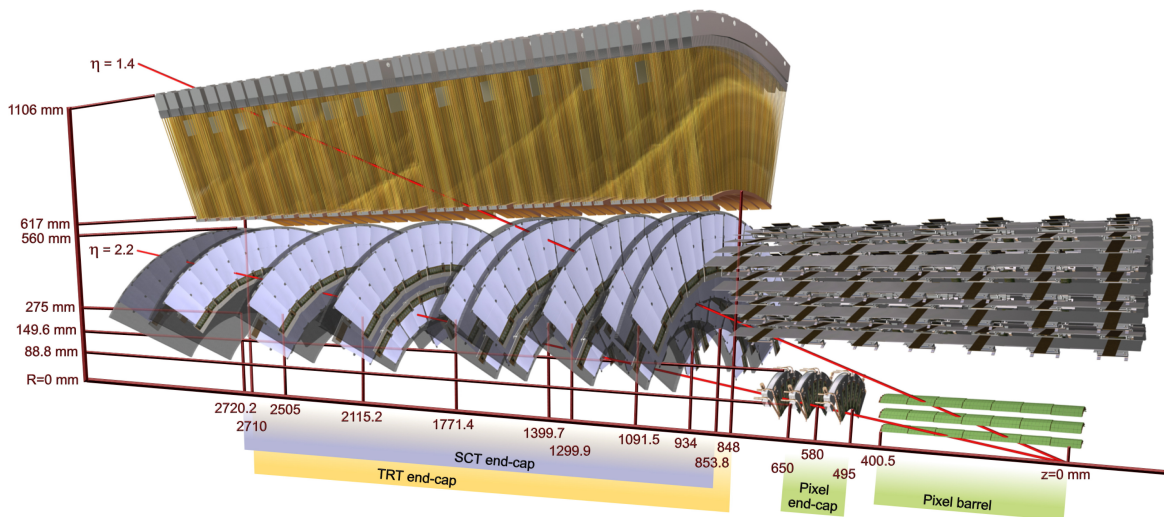 η = 1.4
1106 mm
617 mm
560 mm
η = 2.2
275 mm
149.6 mm
88.8 mm
R=0 mm
2720.2
2710
2505
2115.2
1771.4
1399.7
1299.9
1091.5
934
853.8
848
650
580
495
400.5
z=0 mm
SCT end-cap
TRT end-cap
Pixel
end-cap
Pixel barrel